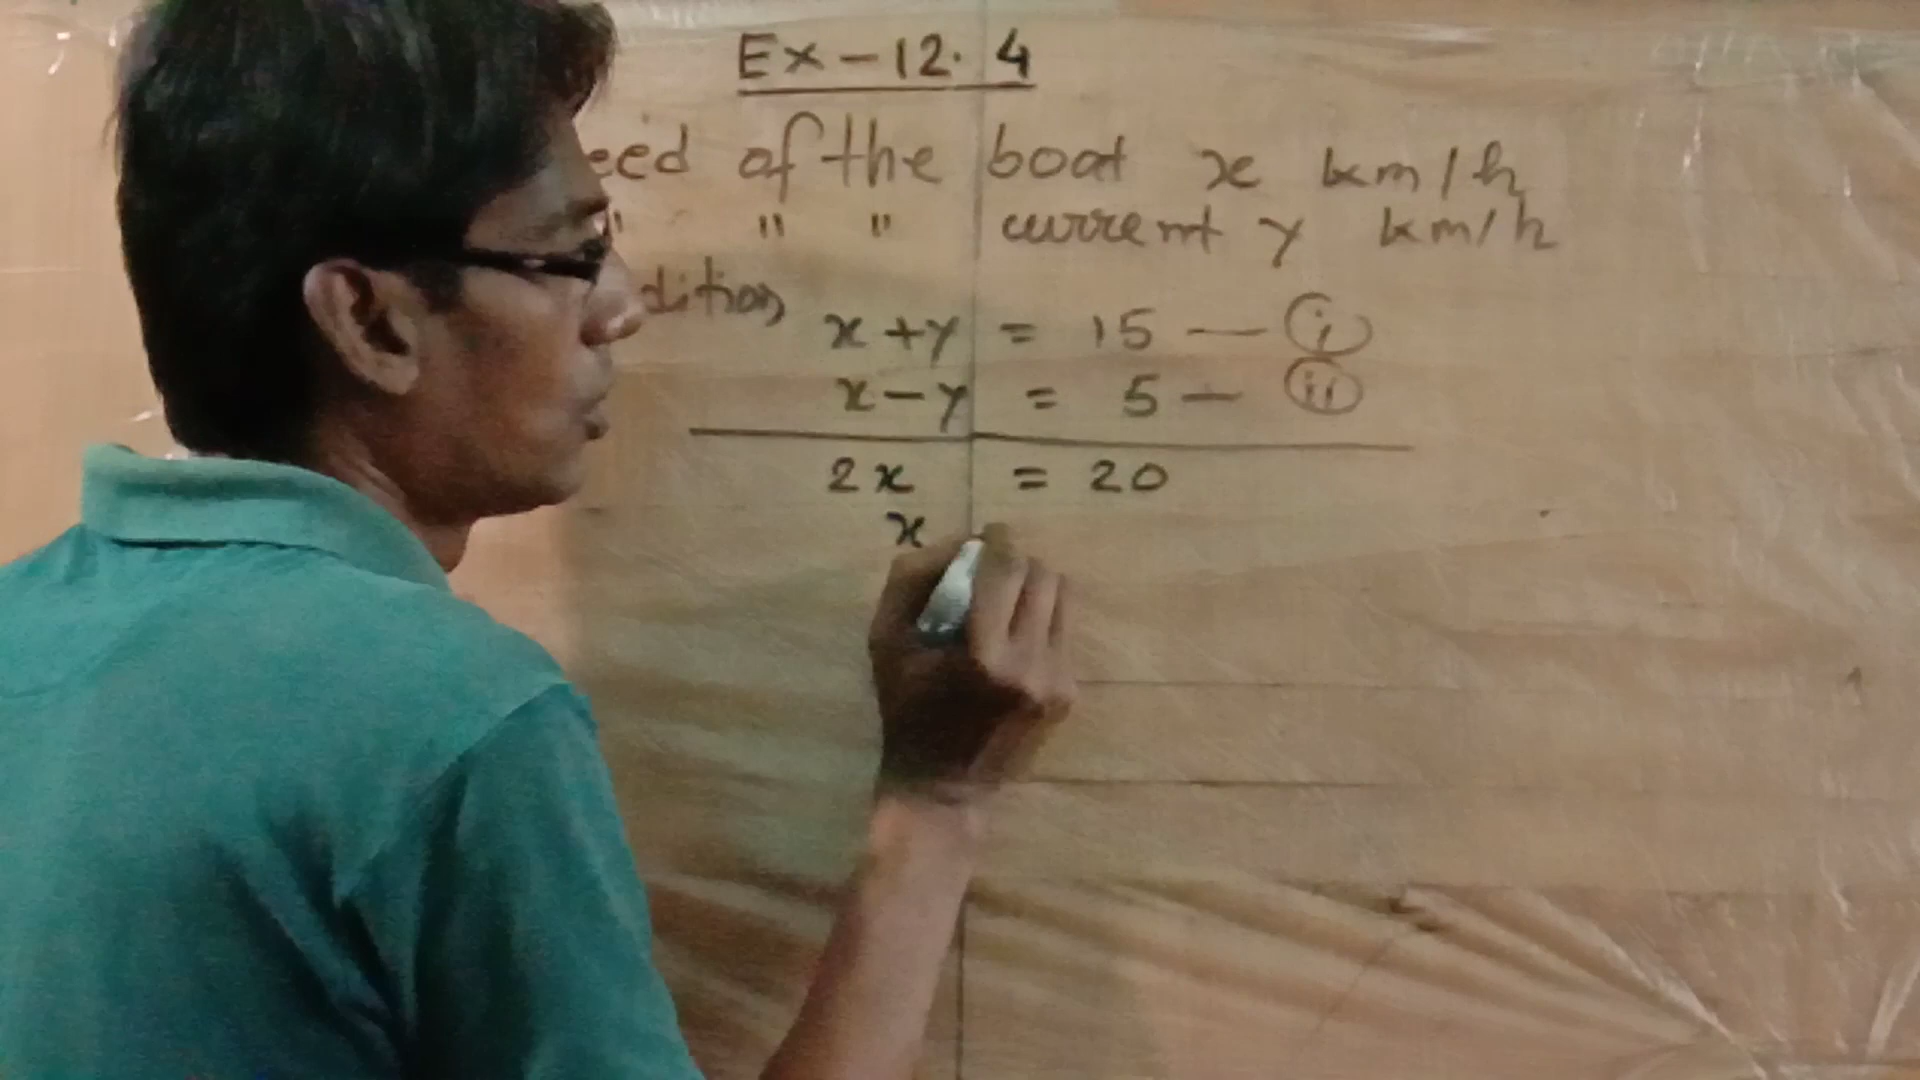 Ex-12.4
eed of the boat x km/h
" " " current y km/h
dition
x+y = 15 — (i)
x-y = 5 — (ii)
2x = 20
x